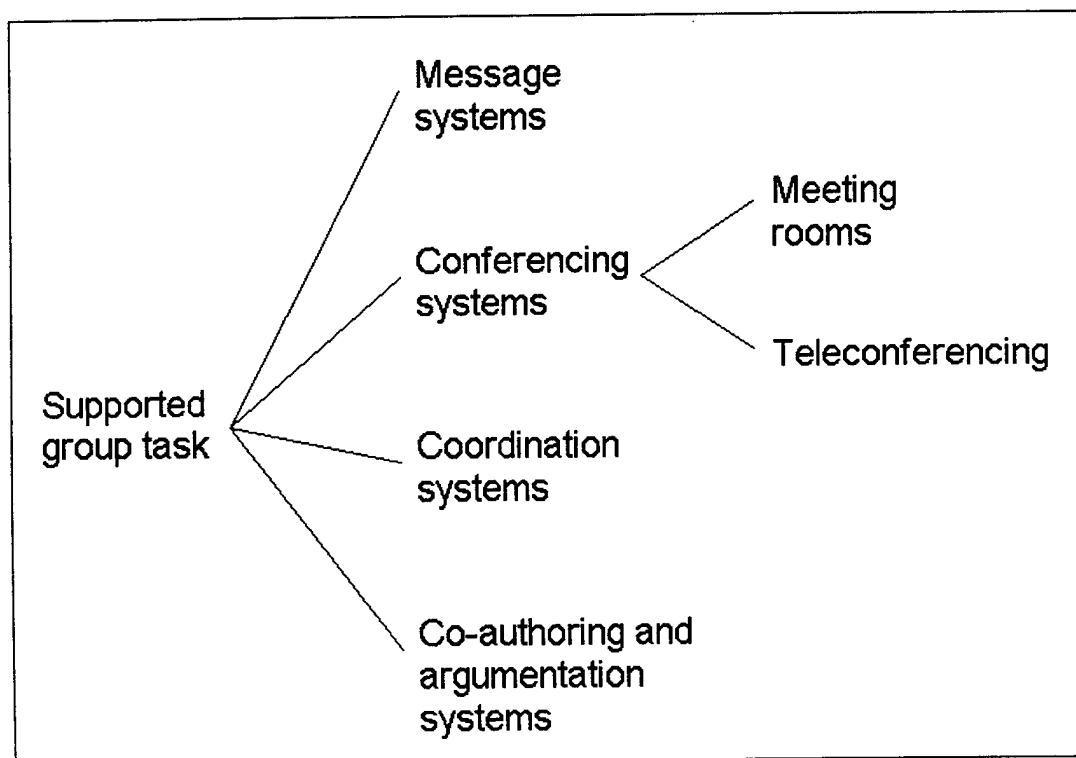 Message
systems
Meeting
rooms
Conferencing
systems
Teleconferencing
Supported
group task
Coordination
systems
Co-authoring and
argumentation
systems